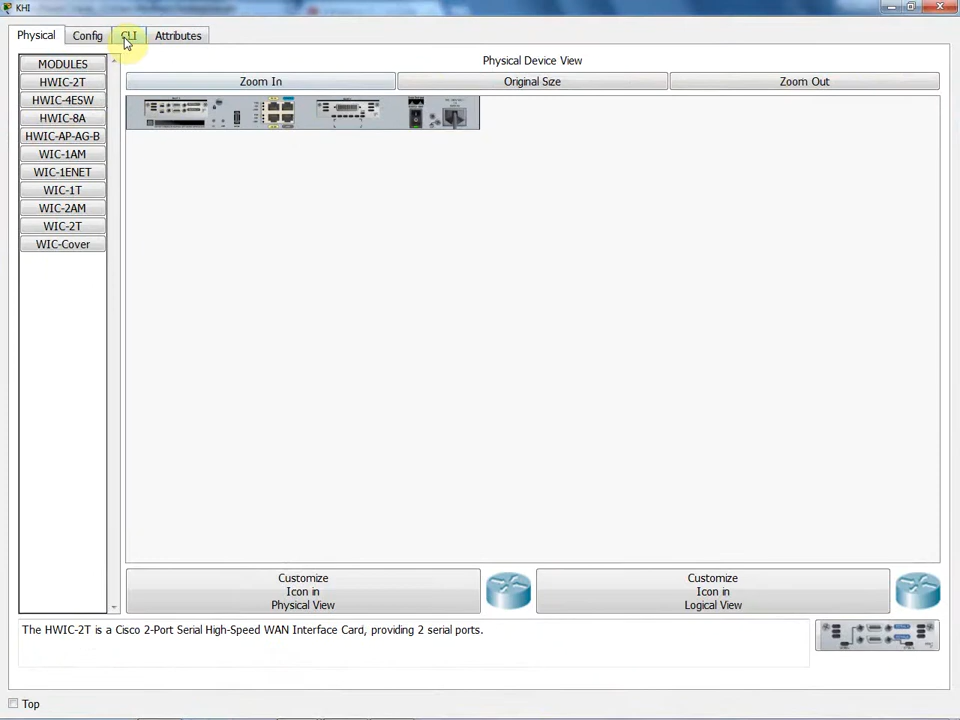 KHI
Physical
Config
CLI
Attributes
MODULES
HWIC-2T
HWIC-4ESW
HWIC-8A
HWIC-AP-AG-B
WIC-1AM
WIC-1ENET
WIC-1T
WIC-2AM
WIC-2T
WIC-Cover
Physical Device View
Zoom In
Original Size
Zoom Out
Customize
Icon in
Physical View
Customize
Icon in
Logical View
The HWIC-2T is a Cisco 2-Port Serial High-Speed WAN Interface Card, providing 2 serial ports.
Top